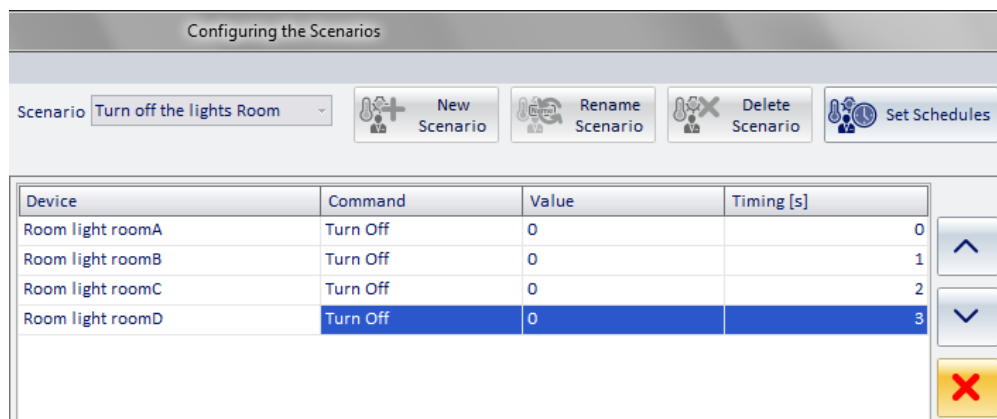 Configuring the Scenarios
Scenario Turn off the lights Room
New
Scenario
Rename
Scenario
Delete
Scenario
Set Schedules
Device Command Value Timing [s]
Room light roomA Turn Off 0 0
Room light roomB Turn Off 0 1
Room light roomC Turn Off 0 2
Room light roomD Turn Off 0 3